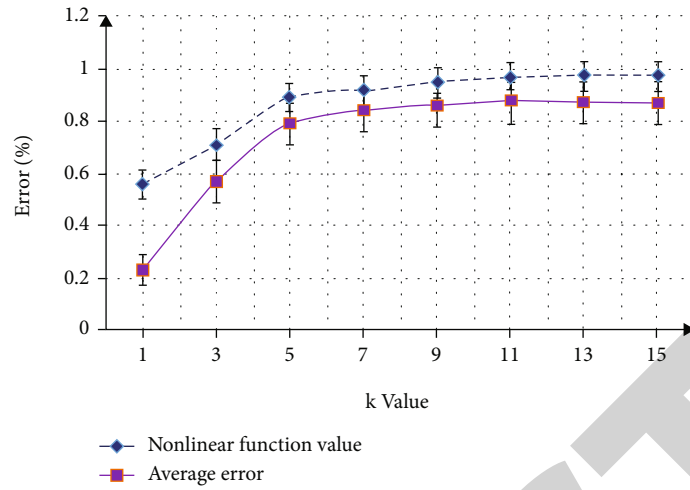 1.2
1
0.8
0.6
0.4
0.2
0
Error (%)
1 3 5 7 9 11 13 15
k Value
Nonlinear function value
Average error